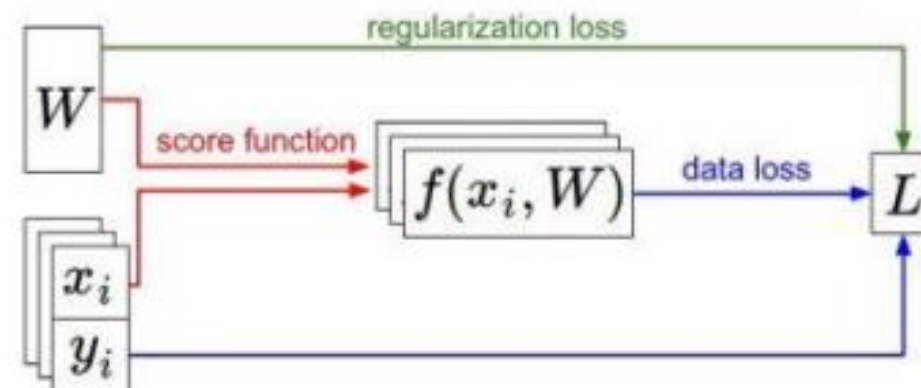 regularization loss
W
score function
f(x_i, W)
data loss
L
x_i
y_i